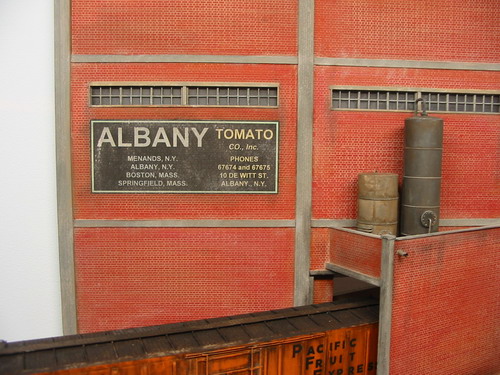 ALBANY TOMATO
CO., Inc.
MENANDS, N.Y.
ALBANY, N.Y.
BOSTON, MASS.
SPRINGFIELD, MASS.
PHONES
67674 and 67675
10 DE WITT ST.
ALBANY, N.Y.
PACIFIC
FRUIT
EXPRES